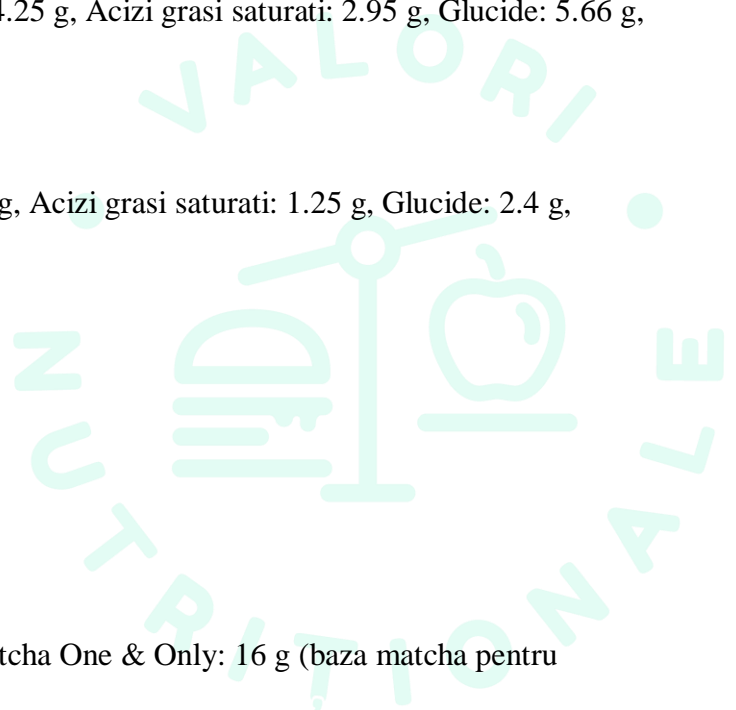 4.25 g, Acizi grasi saturati: 2.95 g, Glucide: 5.66 g,
VALORI
g, Acizi grasi saturati: 1.25 g, Glucide: 2.4 g,
NUTRITIONALE
tcha One & Only: 16 g (baza matcha pentru